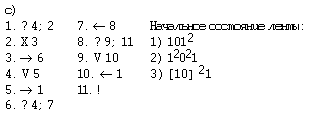 c)
1. ? 4; 2 7. ← 8 Начальное состояние ленты:
2. X 3 8. ? 9; 11 1) 101²
3. → 6 9. V 10 2) 1²0²1
4. V 5 10. ← 1 3) [10] ²1
5. → 1 11. !
6. ? 4; 7